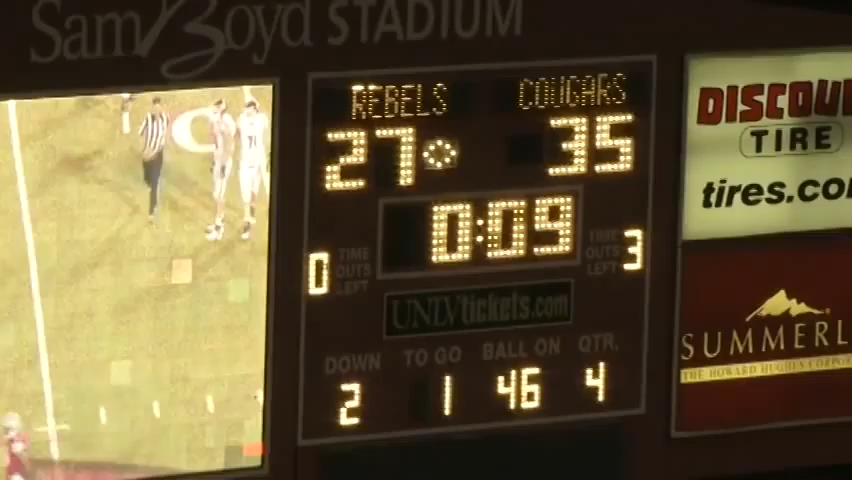 Sam Boyd STADIUM
REBELS COUGARS
27 35
0:09
0 TIME OUTS LEFT
TIME OUTS LEFT 3
UNLVtickets.com
DOWN TO GO BALL ON QTR.
2 1 46 4
DISCOU
TIRE
tires.co
SUMMERL
THE HOWARD HUGHES CORPOR